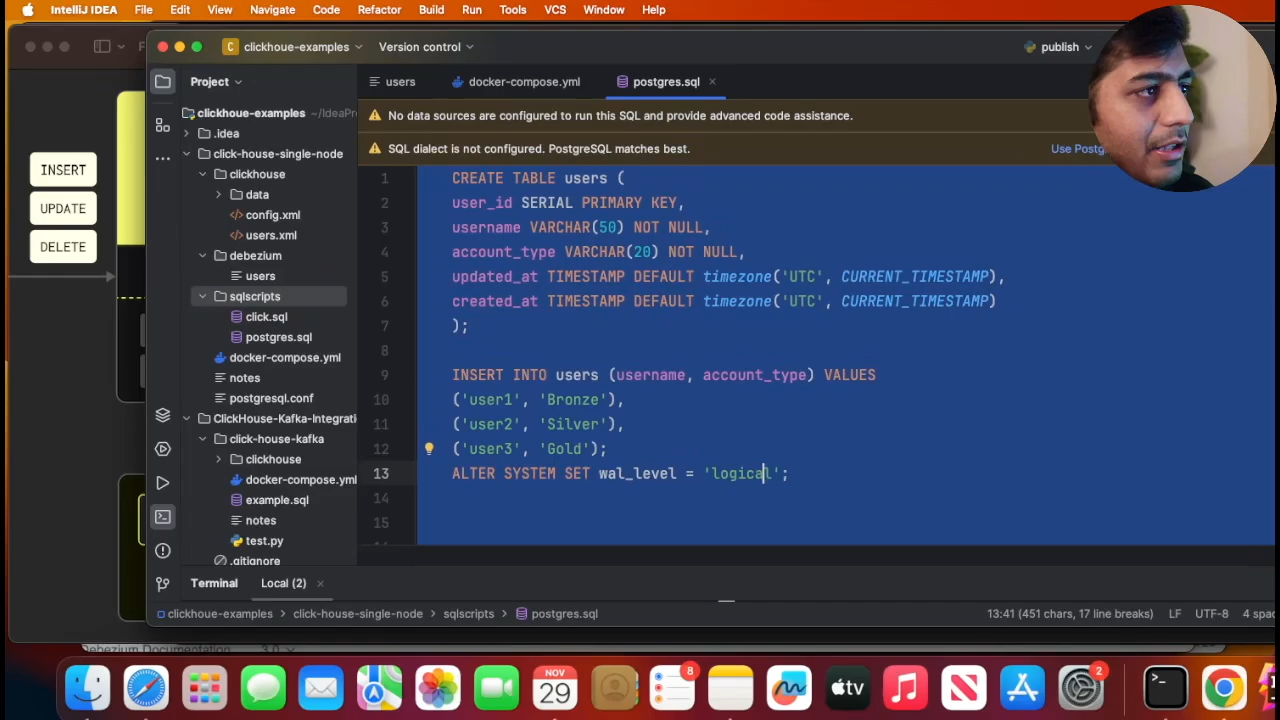 IntelliJ IDEA File Edit View Navigate Code Refactor Build Run Tools VCS Window Help
C clickhoue-examples Version control publish
Project users docker-compose.yml postgres.sql
clickhoue-examples ~/IdeaPr
No data sources are configured to run this SQL and provide advanced code assistance.
.idea
SQL dialect is not configured. PostgreSQL matches best. Use Postg
click-house-single-node
clickhouse
data
config.xml
users.xml
debezium
users
sqlscripts
click.sql
postgres.sql
docker-compose.yml
notes
postgresql.conf
ClickHouse-Kafka-Integrati
click-house-kafka
clickhouse
docker-compose.yml
example.sql
notes
test.py
.gitignore
INSERT
UPDATE
DELETE
1 CREATE TABLE users (
2 user_id SERIAL PRIMARY KEY,
3 username VARCHAR(50) NOT NULL,
4 account_type VARCHAR(20) NOT NULL,
5 updated_at TIMESTAMP DEFAULT timezone('UTC', CURRENT_TIMESTAMP),
6 created_at TIMESTAMP DEFAULT timezone('UTC', CURRENT_TIMESTAMP)
7 );
8
9 INSERT INTO users (username, account_type) VALUES
10 ('user1', 'Bronze'),
11 ('user2', 'Silver'),
12 ('user3', 'Gold');
13 ALTER SYSTEM SET wal_level = 'logical';
14
15
Terminal Local (2)
clickhoue-examples > click-house-single-node > sqlscripts > postgres.sql 13:41 (451 chars, 17 line breaks) LF UTF-8 4 spac
Debezium Documentation 3.0
NOV
29
8
tv
2